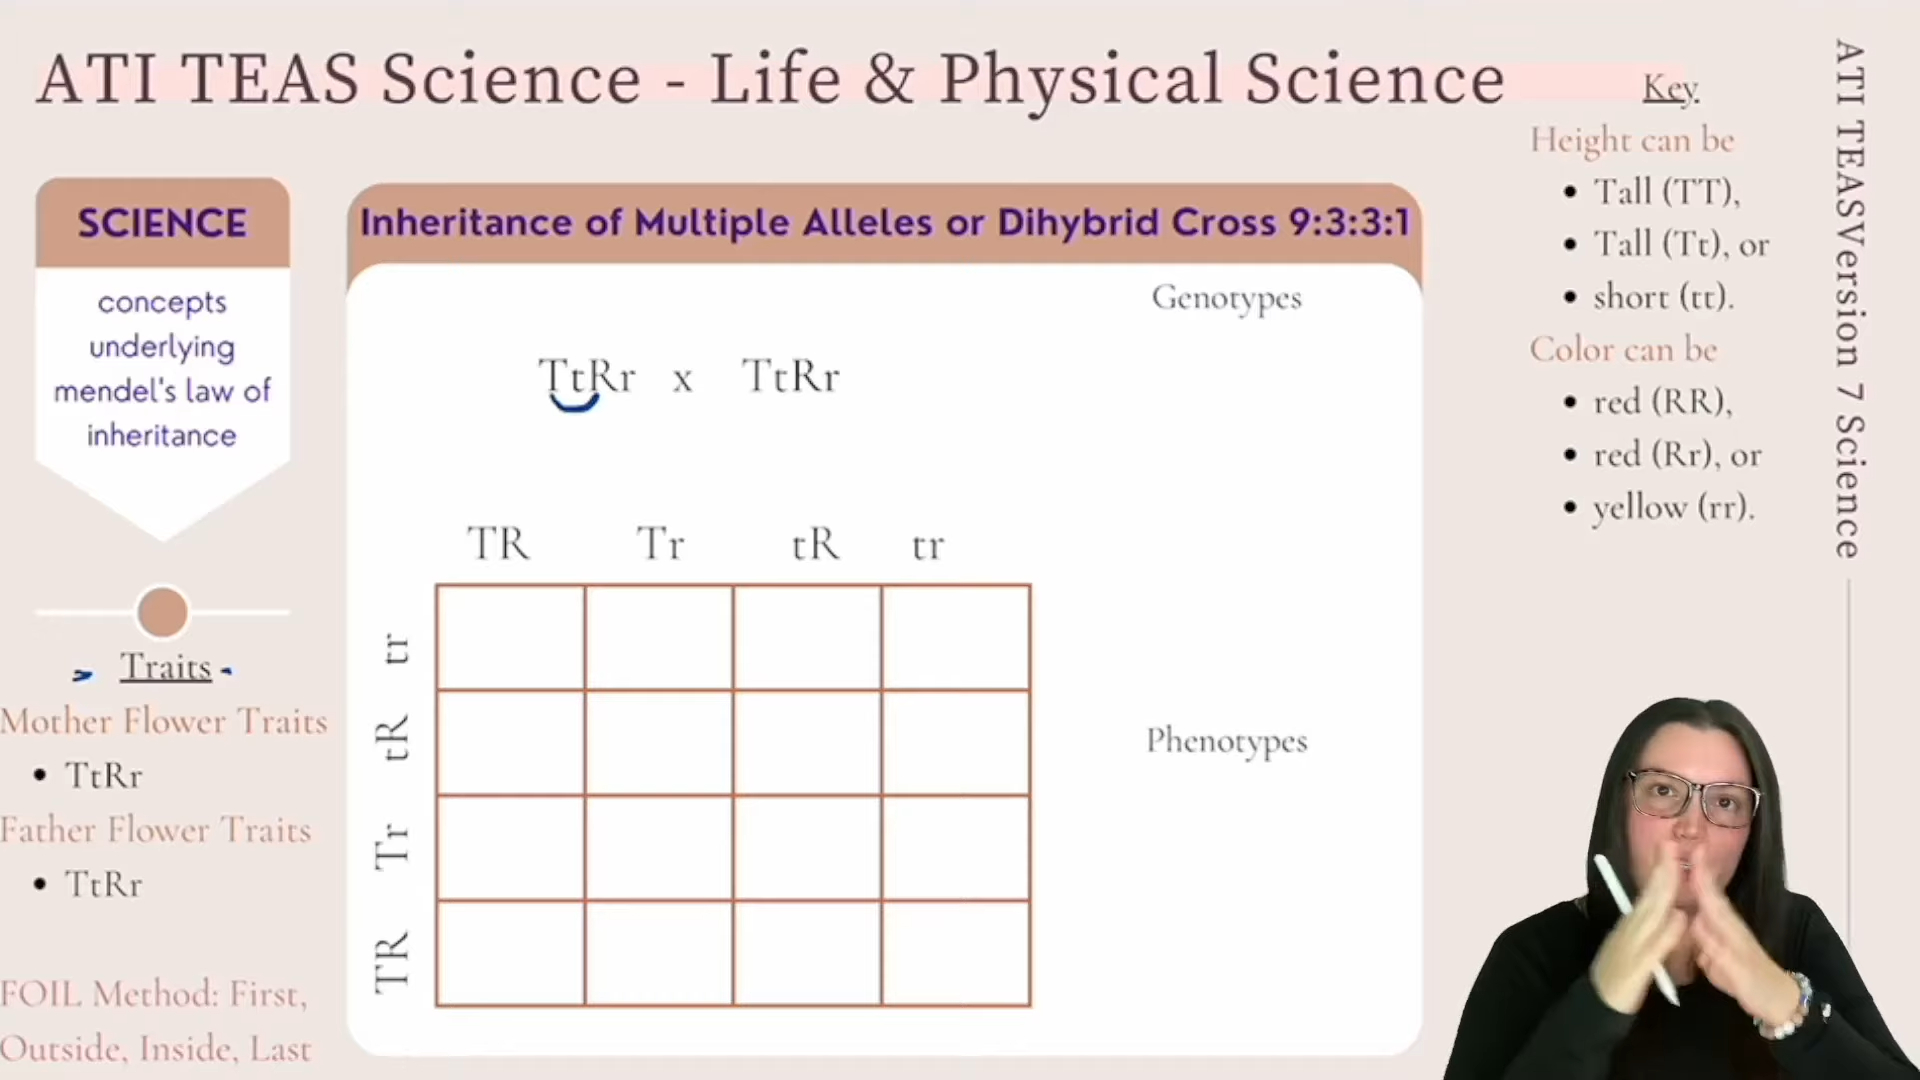 ATI TEAS Science - Life & Physical Science
SCIENCE
concepts
underlying
mendel's law of
inheritance
Traits
Mother Flower Traits
• TtRr
Father Flower Traits
• TtRr
FOIL Method: First,
Outside, Inside, Last
Inheritance of Multiple Alleles or Dihybrid Cross 9:3:3:1
Genotypes
TtRr x TtRr
TR Tr tR tr
tr
tR
Tr
TR
Phenotypes
Key
Height can be
• Tall (TT),
• Tall (Tt), or
• short (tt).
Color can be
• red (RR),
• red (Rr), or
• yellow (rr).
ATI TEASVersion 7 Science